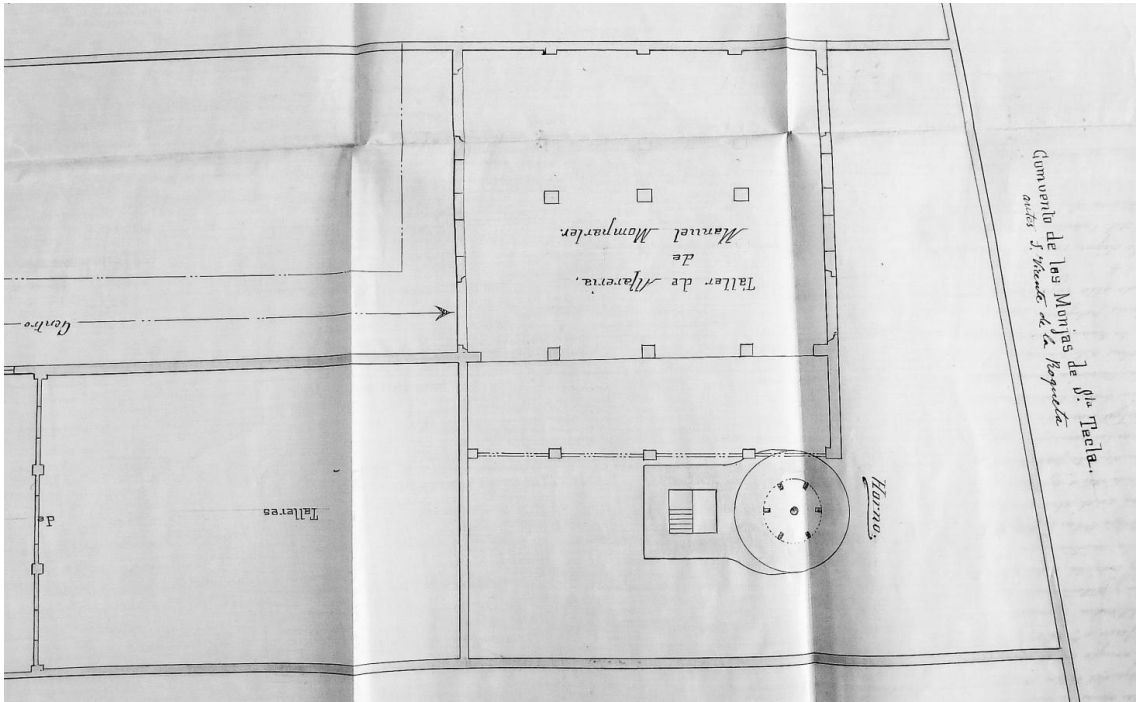 Comvento de las Monjas de Sta. Tecla.
antes S. Vicente de la Roqueta
Taller de Alfareria,
de
Manuel Momparler
Horno.
Centro
Talleres
de